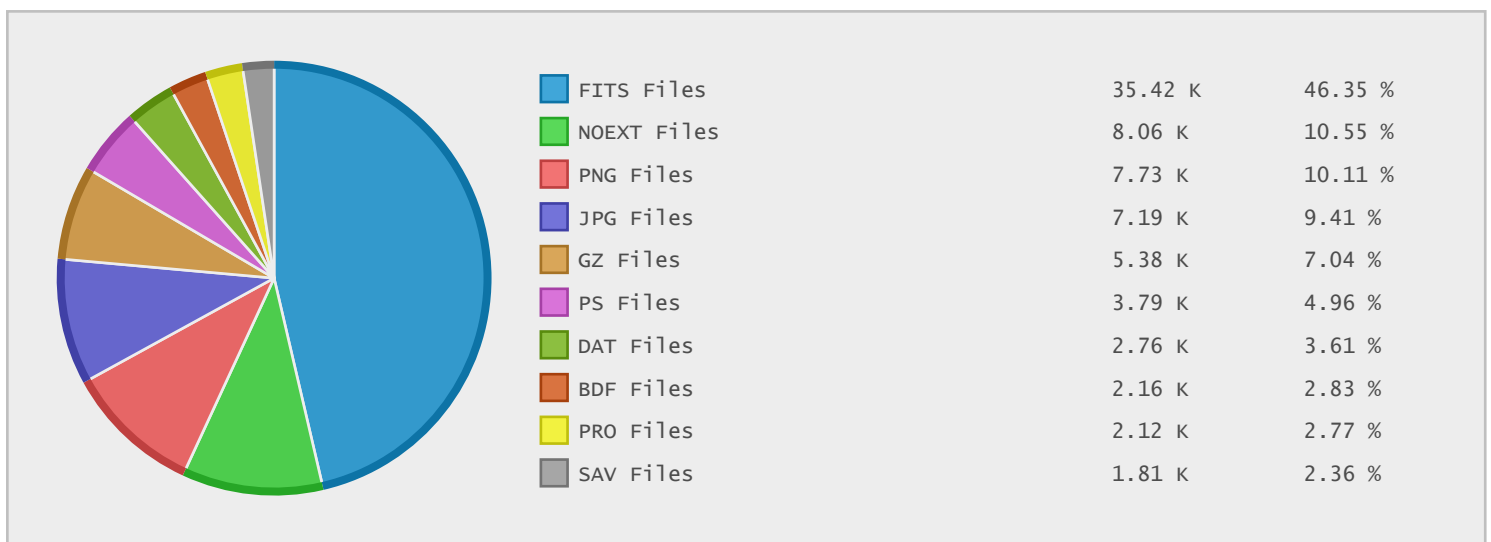 FITS Files 35.42 K 46.35 %
NOEXT Files 8.06 K 10.55 %
PNG Files 7.73 K 10.11 %
JPG Files 7.19 K 9.41 %
GZ Files 5.38 K 7.04 %
PS Files 3.79 K 4.96 %
DAT Files 2.76 K 3.61 %
BDF Files 2.16 K 2.83 %
PRO Files 2.12 K 2.77 %
SAV Files 1.81 K 2.36 %